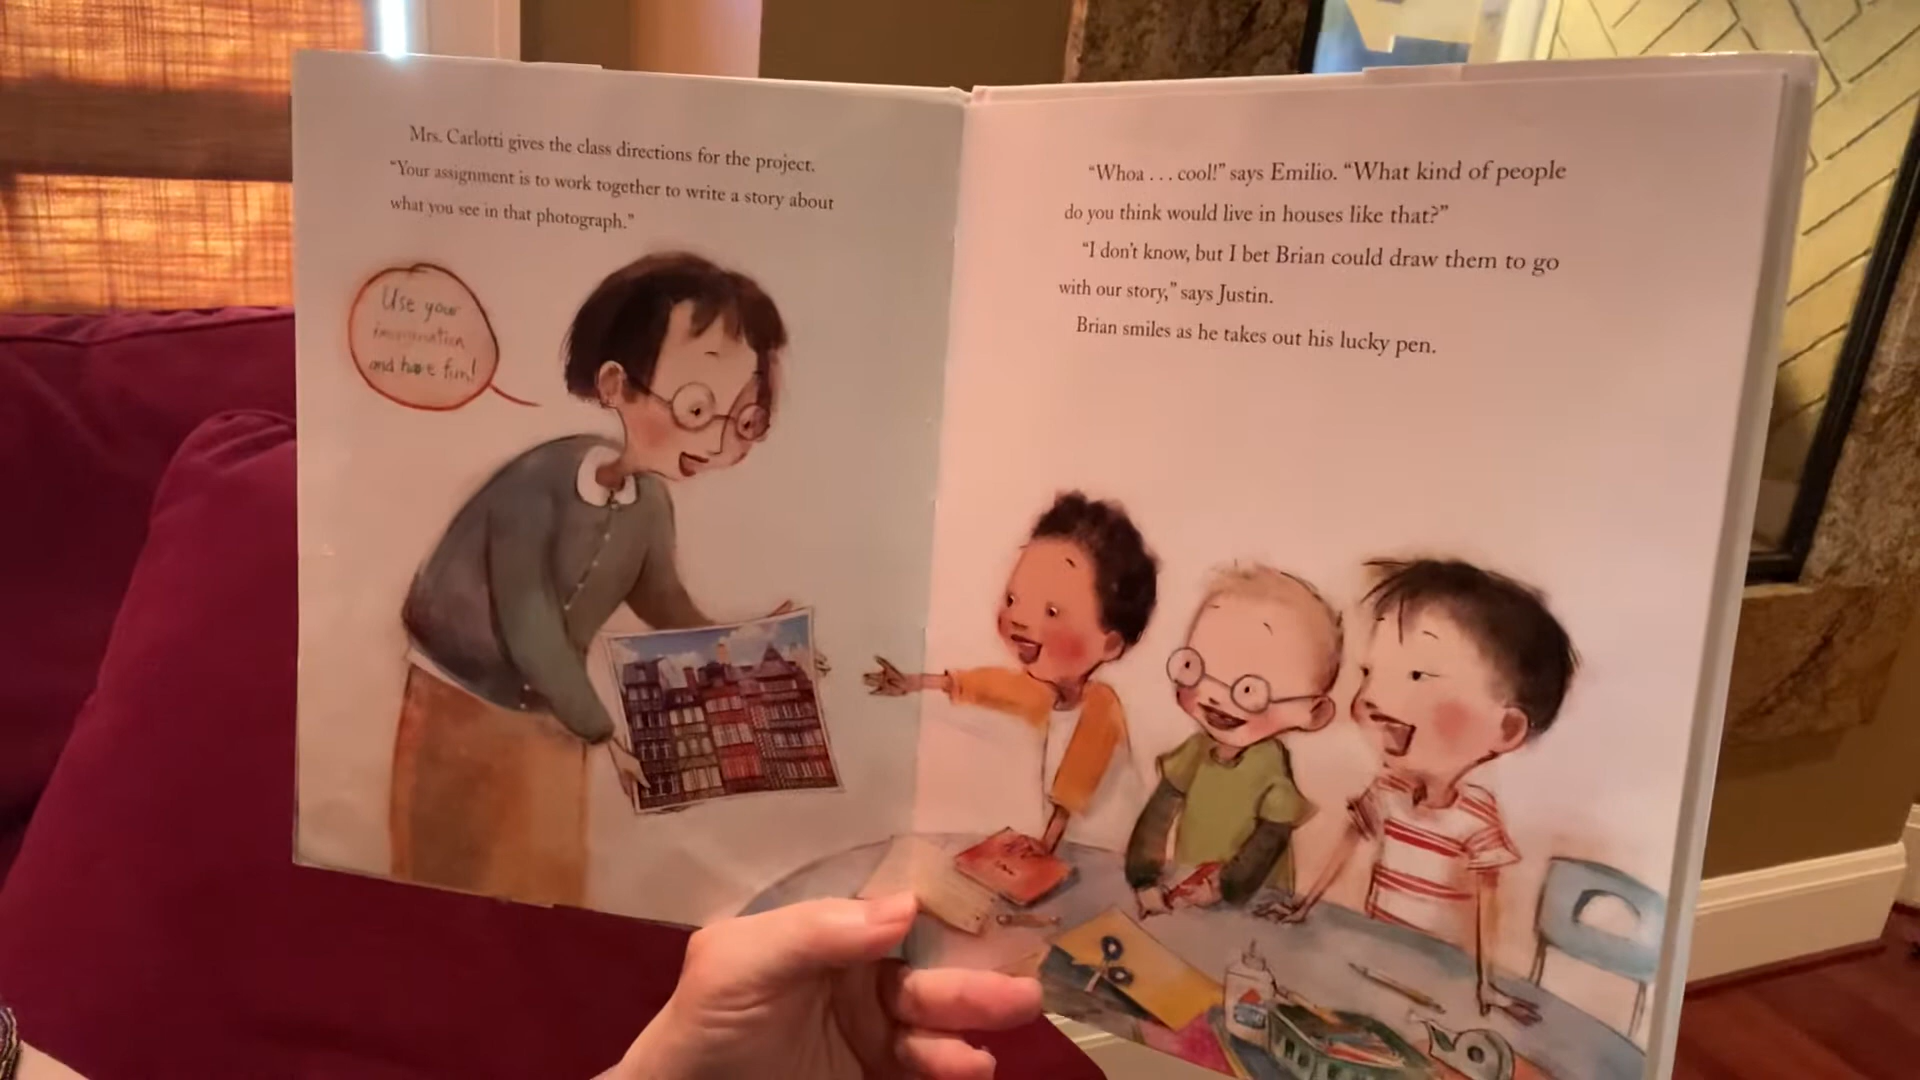 Mrs. Carlotti gives the class directions for the project.
“Your assignment is to work together to write a story about
what you see in that photograph.”
Use your
imagination
and have fun!
“Whoa . . . cool!” says Emilio. “What kind of people
do you think would live in houses like that?”
“I don’t know, but I bet Brian could draw them to go
with our story,” says Justin.
Brian smiles as he takes out his lucky pen.